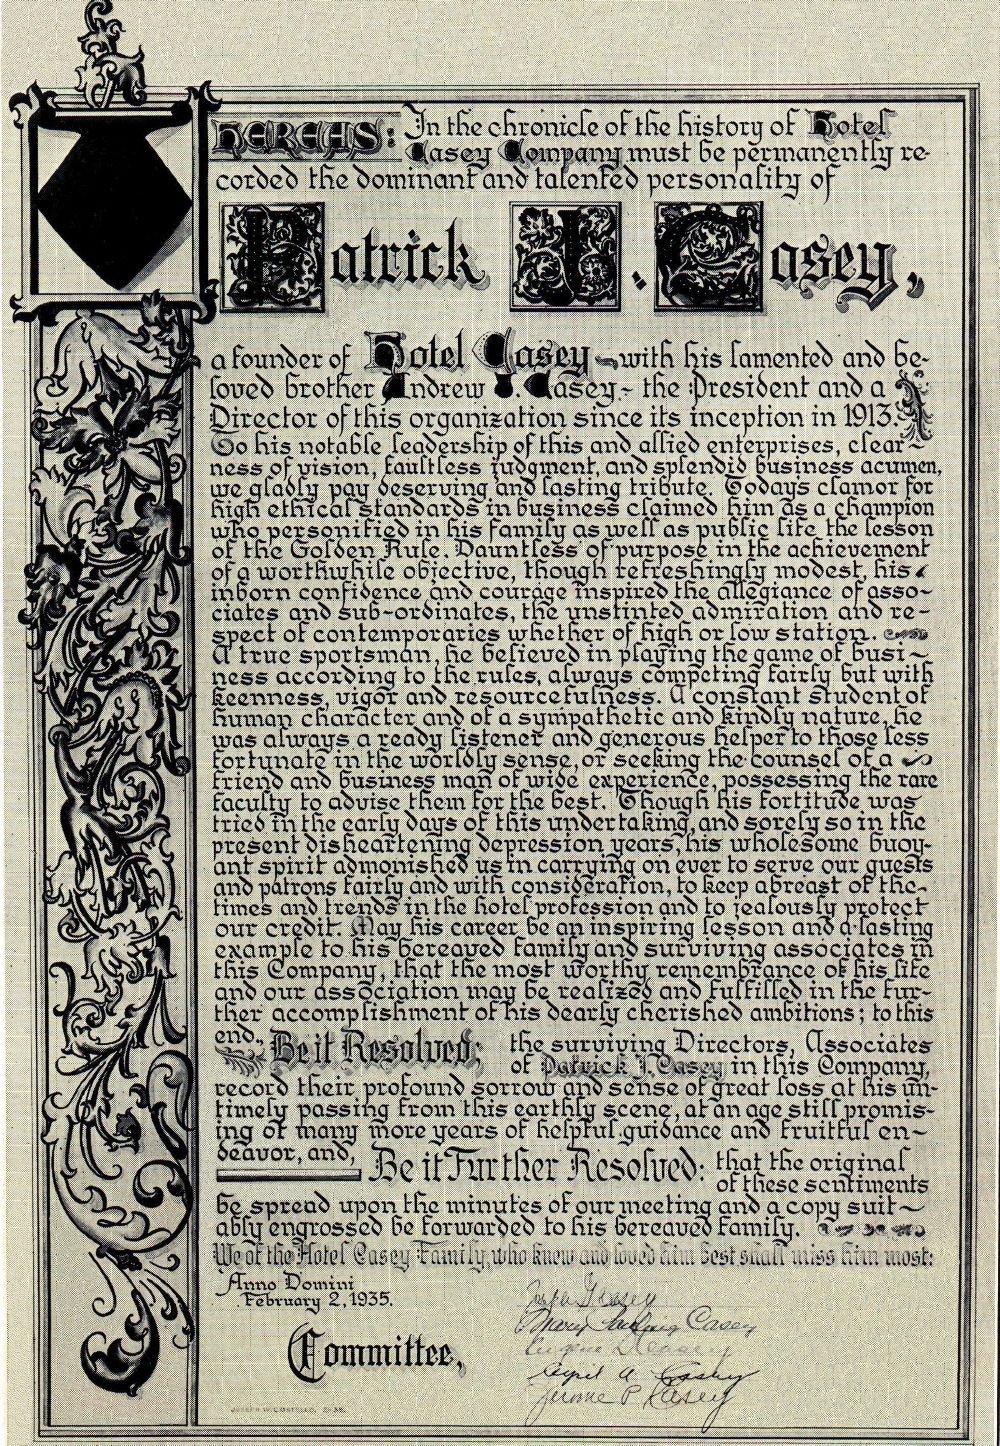 HEREAS: In the chronicle of the history of Hotel
Casey Company must be permanently re-
corded the dominant and talented personality of
Patrick J. Casey,
a founder of Hotel Casey ~ with his lamented and be-
loved brother Andrew J. Casey ~ the President and a
Director of this organization since its inception in 1913.
To his notable leadership of this and allied enterprises, clear~
ness of vision, faultless judgment, and splendid business acumen,
we gladly pay deserving and lasting tribute. Today's clamor for
high ethical standards in business claimed him as a champion
who personified in his family as well as public life the lesson
of the Golden Rule. Dauntless of purpose in the achievement
of a worthwhile objective, though refreshingly modest, his
inborn confidence and courage inspired the allegiance of asso-
ciates and sub-ordinates, the unstinted admiration and re-
spect of contemporaries whether of high or low station.
A true sportsman, he believed in playing the game of busi-
ness according to the rules, always competing fairly but with
keenness, vigor and resourcefulness. A constant student of
human character and of a sympathetic and kindly nature, he
was always a ready listener and generous helper to those less
fortunate in the worldly sense, or seeking the counsel of a
friend and business man of wide experience, possessing the rare
faculty to advise them for the best. Though his fortitude was
tried in the early days of this undertaking, and sorely so in the
present disheartening depression years, his wholesome buoy-
ant spirit admonished us in carrying on ever to serve our guests
and patrons fairly and with consideration, to keep abreast of the
times and trends in the hotel profession and to jealously protect
our credit. May his career be an inspiring lesson and a lasting
example to his bereaved family and surviving associates in
this Company, that the most worthy remembrance of his life
and our association may be realized and fulfilled in the fur-
ther accomplishment of his dearly cherished ambitions; to this
end,
Be it Resolved; the surviving Directors, Associates
of Patrick J. Casey in this Company,
record their profound sorrow and sense of great loss at his un-
timely passing from this earthly scene, at an age still promis-
ing of many more years of helpful guidance and fruitful en-
deavor, and,
Be it Further Resolved: that the original
of these sentiments
be spread upon the minutes of our meeting and a copy suit~
ably engrossed be forwarded to his bereaved family.
We of the Hotel Casey Family, who knew and loved him best shall miss him most:
Anno Domini
February 2, 1935.
Committee,
Casey
Mary Casey
Eugene Casey
Cyril A. Casey
Jerome P. Casey
JOSEPH W. COSTELLO, 2-35.